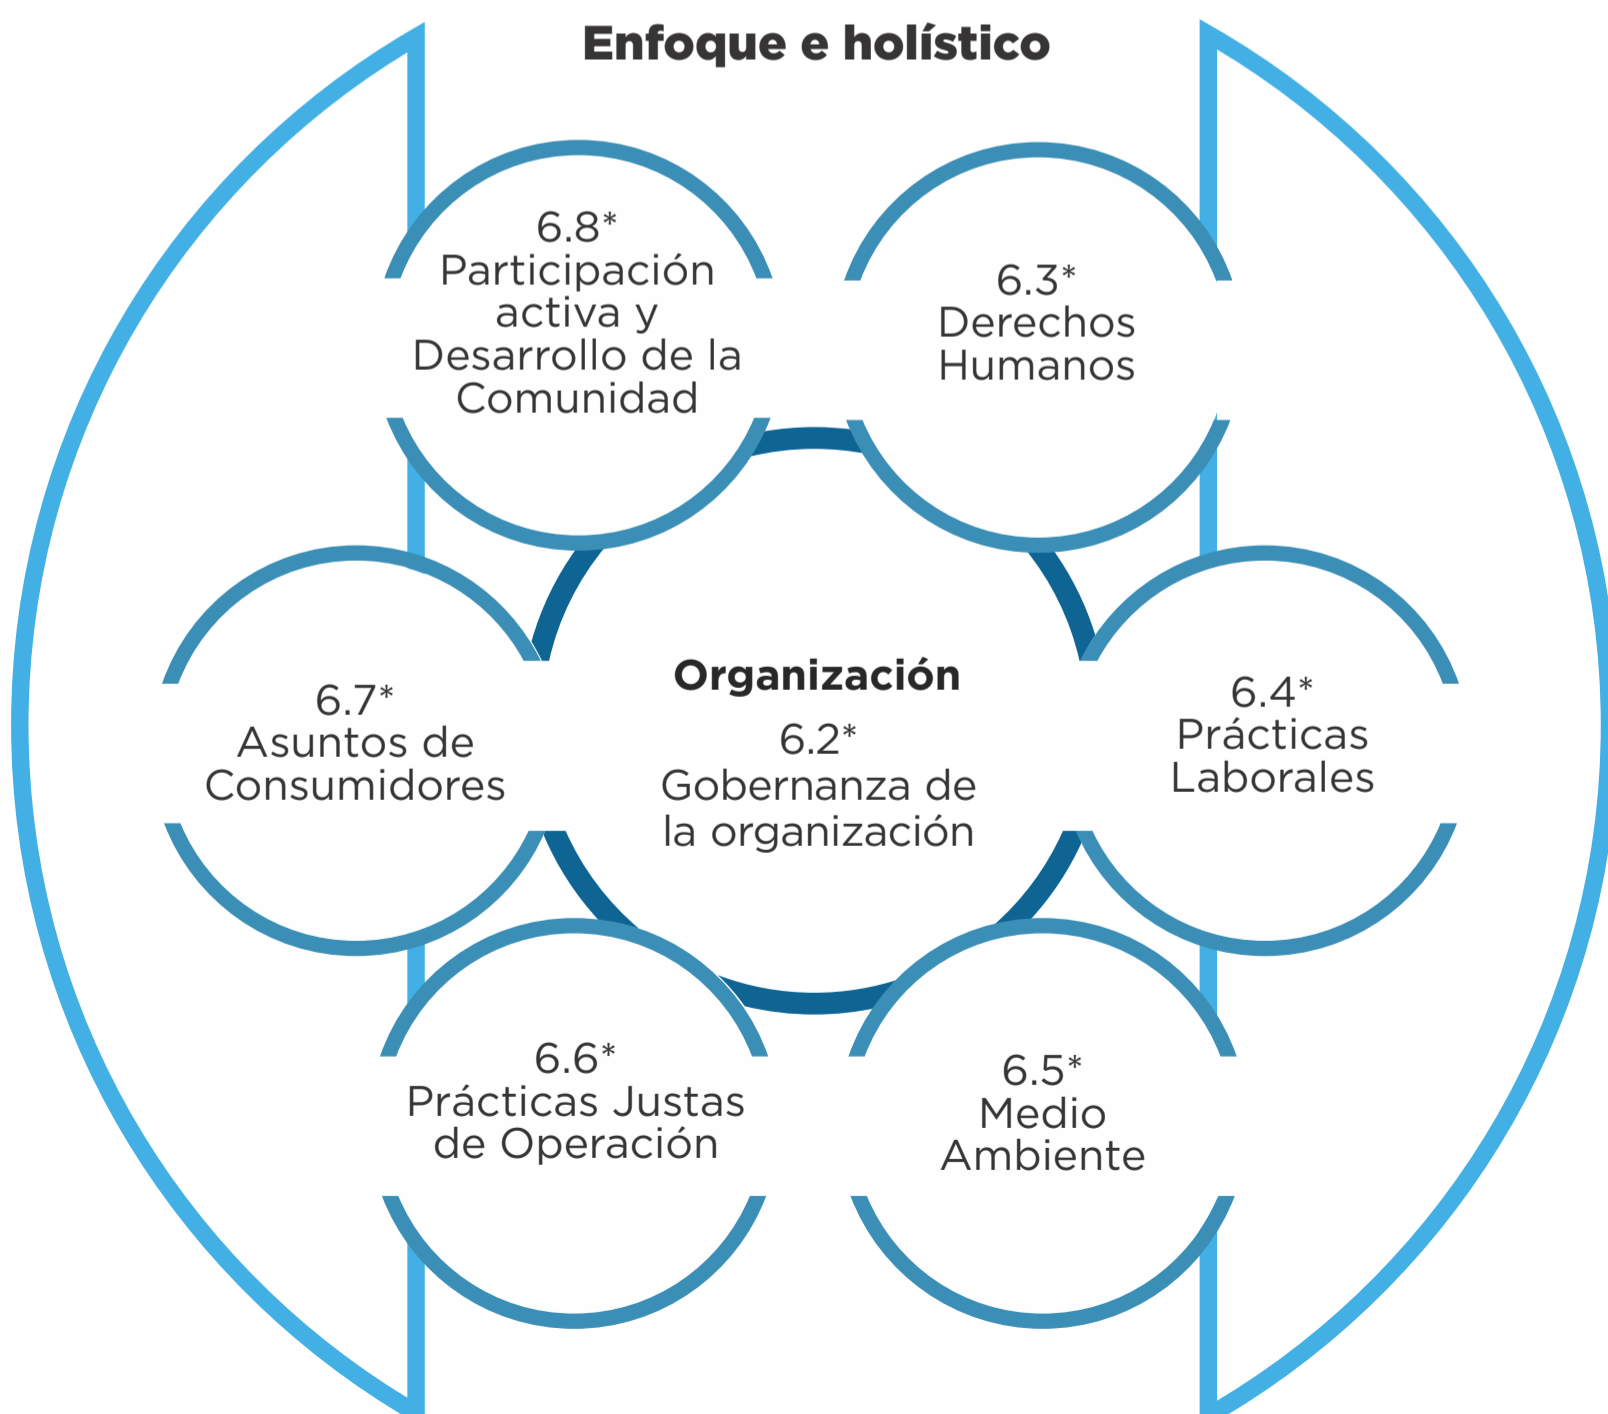 Enfoque e holístico
6.8*
Participación
activa y
Desarrollo de la
Comunidad
6.3*
Derechos
Humanos
6.7*
Asuntos de
Consumidores
Organización
6.2*
Gobernanza de
la organización
6.4*
Prácticas
Laborales
6.6*
Prácticas Justas
de Operación
6.5*
Medio
Ambiente